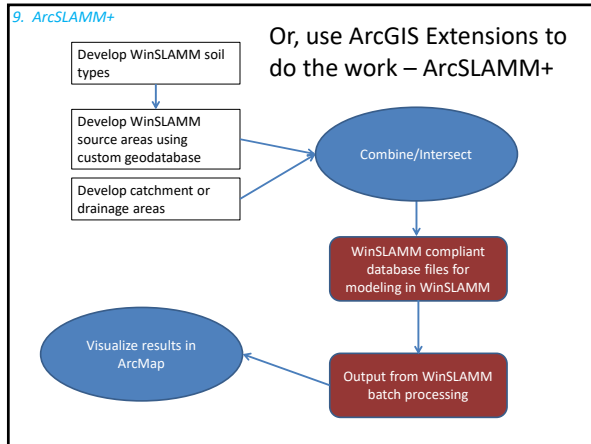 9. ArcSLAMM+
Or, use ArcGIS Extensions to
do the work – ArcSLAMM+
Develop WinSLAMM soil
types
Develop WinSLAMM
source areas using
custom geodatabase
Develop catchment or
drainage areas
Combine/Intersect
WinSLAMM compliant
database files for
modeling in WinSLAMM
Output from WinSLAMM
batch processing
Visualize results in
ArcMap